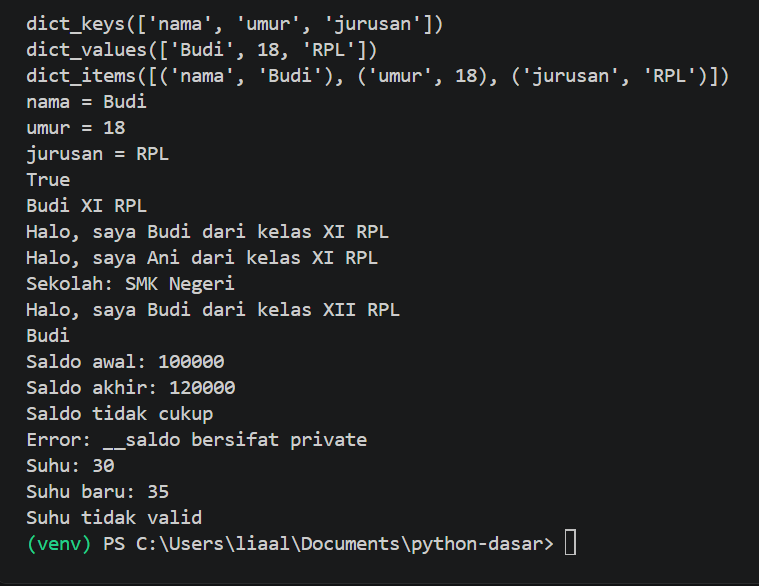 dict_keys(['nama', 'umur', 'jurusan'])
dict_values(['Budi', 18, 'RPL'])
dict_items([('nama', 'Budi'), ('umur', 18), ('jurusan', 'RPL')])
nama = Budi
umur = 18
jurusan = RPL
True
Budi XI RPL
Halo, saya Budi dari kelas XI RPL
Halo, saya Ani dari kelas XI RPL
Sekolah: SMK Negeri
Halo, saya Budi dari kelas XII RPL
Budi
Saldo awal: 100000
Saldo akhir: 120000
Saldo tidak cukup
Error: __saldo bersifat private
Suhu: 30
Suhu baru: 35
Suhu tidak valid
(venv) PS C:\Users\liaal\Documents\python-dasar>